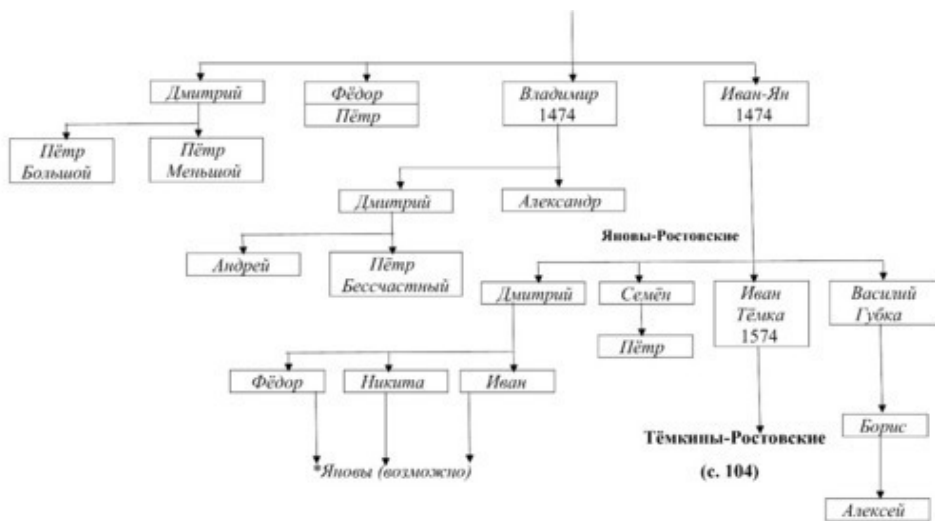 Дмитрий
Фёдор
Пётр
Владимир
1474
Иван-Ян
1474
Пётр
Большой
Пётр
Меньшой
Дмитрий
Александр
Яновы-Ростовские
Андрей
Пётр
Бессчастный
Дмитрий
Семён
Иван
Тёмка
1574
Василий
Губка
Пётр
Фёдор
Никита
Иван
Борис
Тёмкины-Ростовские
*Яновы (возможно)
(с. 104)
Алексей